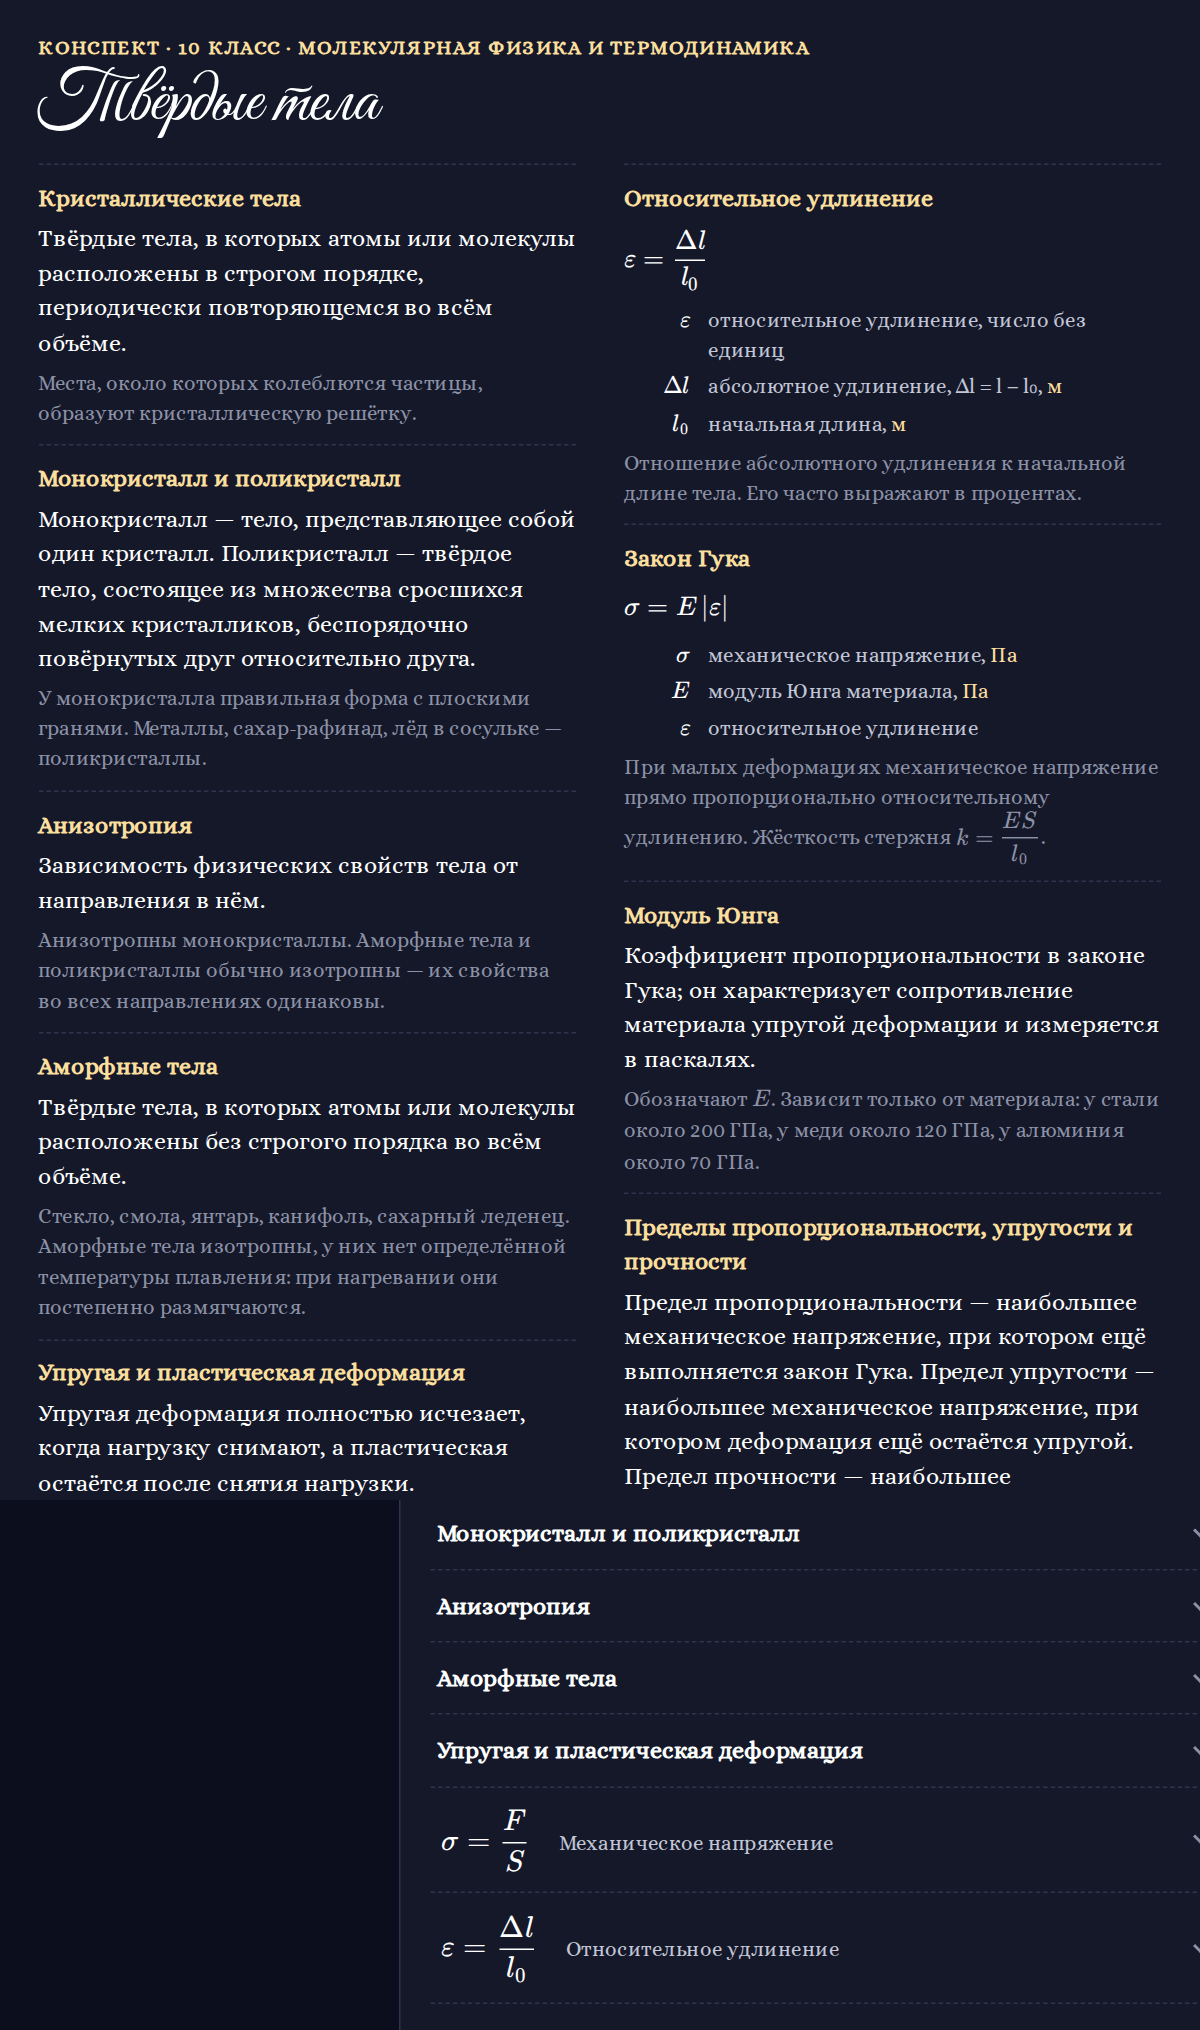 КОНСПЕКТ · 10 КЛАСС · МОЛЕКУЛЯРНАЯ ФИЗИКА И ТЕРМОДИНАМИКА
Твёрдые тела
Кристаллические тела
Твёрдые тела, в которых атомы или молекулы
расположены в строгом порядке,
периодически повторяющемся во всём
объёме.
Места, около которых колеблются частицы,
образуют кристаллическую решётку.
Монокристалл и поликристалл
Монокристалл — тело, представляющее собой
один кристалл. Поликристалл — твёрдое
тело, состоящее из множества сросшихся
мелких кристалликов, беспорядочно
повёрнутых друг относительно друга.
У монокристалла правильная форма с плоскими
гранями. Металлы, сахар-рафинад, лёд в сосульке —
поликристаллы.
Анизотропия
Зависимость физических свойств тела от
направления в нём.
Анизотропны монокристаллы. Аморфные тела и
поликристаллы обычно изотропны — их свойства
во всех направлениях одинаковы.
Аморфные тела
Твёрдые тела, в которых атомы или молекулы
расположены без строгого порядка во всём
объёме.
Стекло, смола, янтарь, канифоль, сахарный леденец.
Аморфные тела изотропны, у них нет определённой
температуры плавления: при нагревании они
постепенно размягчаются.
Упругая и пластическая деформация
Упругая деформация полностью исчезает,
когда нагрузку снимают, а пластическая
остаётся после снятия нагрузки.
Относительное удлинение
ε = Δl / l₀
ε относительное удлинение, число без
единиц
Δl абсолютное удлинение, Δl = l – l₀, м
l₀ начальная длина, м
Отношение абсолютного удлинения к начальной
длине тела. Его часто выражают в процентах.
Закон Гука
σ = E |ε|
σ механическое напряжение, Па
E модуль Юнга материала, Па
ε относительное удлинение
При малых деформациях механическое напряжение
прямо пропорционально относительному
удлинению. Жёсткость стержня k = ES / l₀.
Модуль Юнга
Коэффициент пропорциональности в законе
Гука; он характеризует сопротивление
материала упругой деформации и измеряется
в паскалях.
Обозначают E. Зависит только от материала: у стали
около 200 ГПа, у меди около 120 ГПа, у алюминия
около 70 ГПа.
Пределы пропорциональности, упругости и
прочности
Предел пропорциональности — наибольшее
механическое напряжение, при котором ещё
выполняется закон Гука. Предел упругости —
наибольшее механическое напряжение, при
котором деформация ещё остаётся упругой.
Предел прочности — наибольшее
Монокристалл и поликристалл
Анизотропия
Аморфные тела
Упругая и пластическая деформация
σ = F / S Механическое напряжение
ε = Δl / l₀ Относительное удлинение